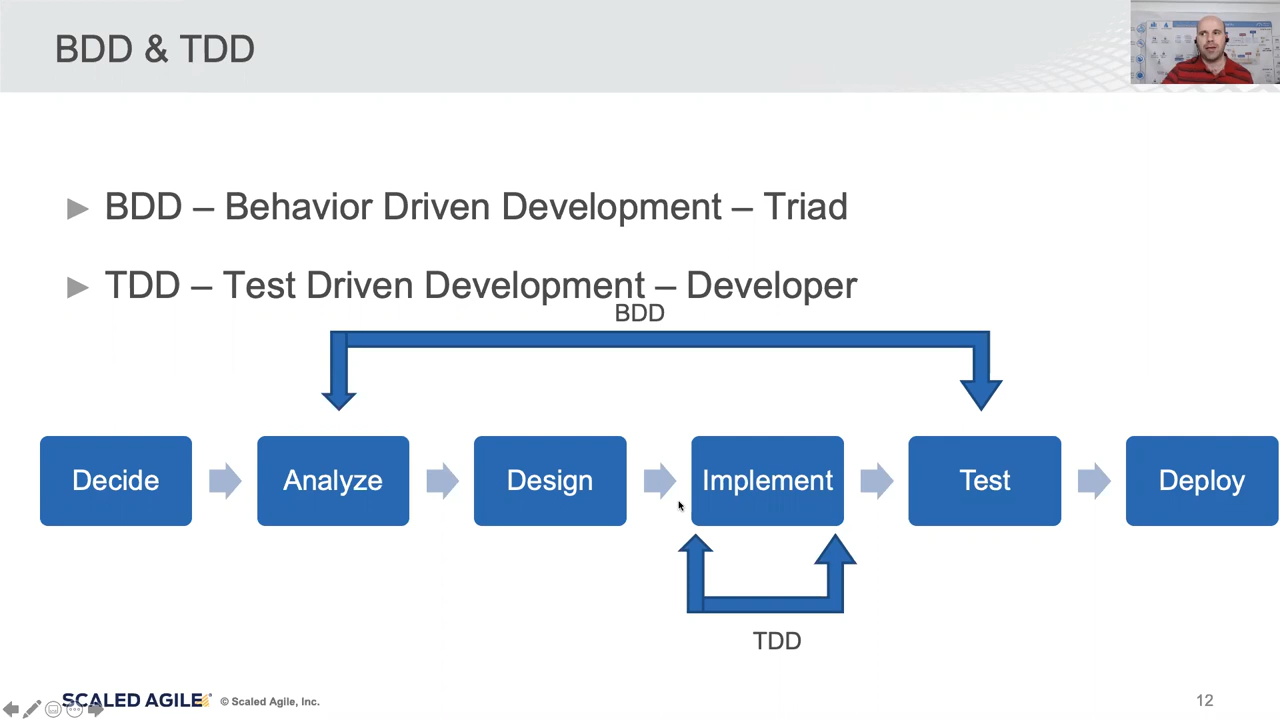 BDD & TDD
BDD – Behavior Driven Development – Triad
TDD – Test Driven Development – Developer
BDD
Decide
Analyze
Design
Implement
Test
Deploy
TDD
SCALED AGILE
© Scaled Agile, Inc.
12